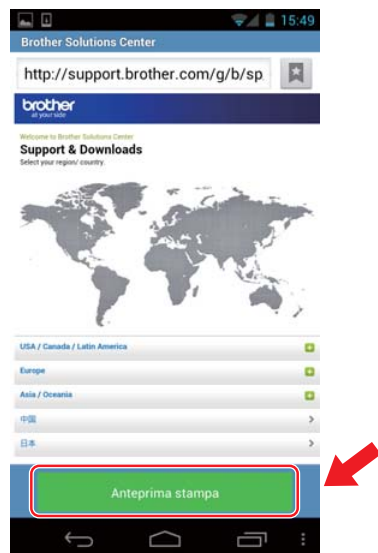 15:49
Brother Solutions Center
http://support.brother.com/g/b/sp
brother
at your side
Welcome to Brother Solutions Center
Support & Downloads
Select your region/ country.
USA / Canada / Latin America
Europe
Asia / Oceania
中国
日本
Anteprima stampa